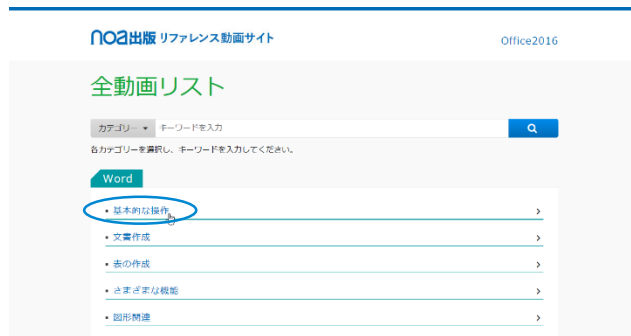 noa出版 リファレンス動画サイト
Office2016
全動画リスト
カテゴリー ▼ キーワードを入力
各カテゴリーを選択し、キーワードを入力してください。
Word
• 基本的な操作
• 文書作成
• 表の作成
• さまざまな機能
• 図形関連